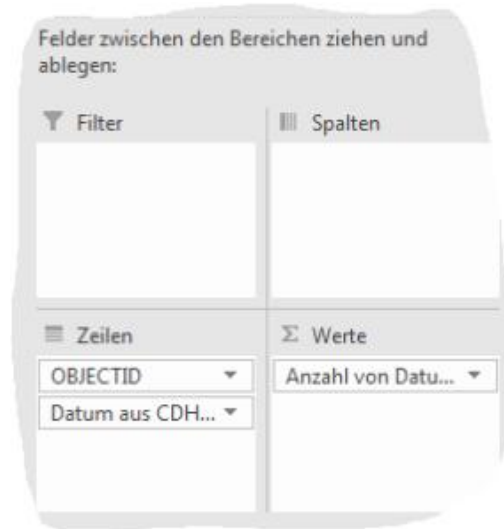 Felder zwischen den Bereichen ziehen und
ablegen:
Filter
Spalten
Zeilen
Σ Werte
OBJECTID
Anzahl von Datu...
Datum aus CDH...